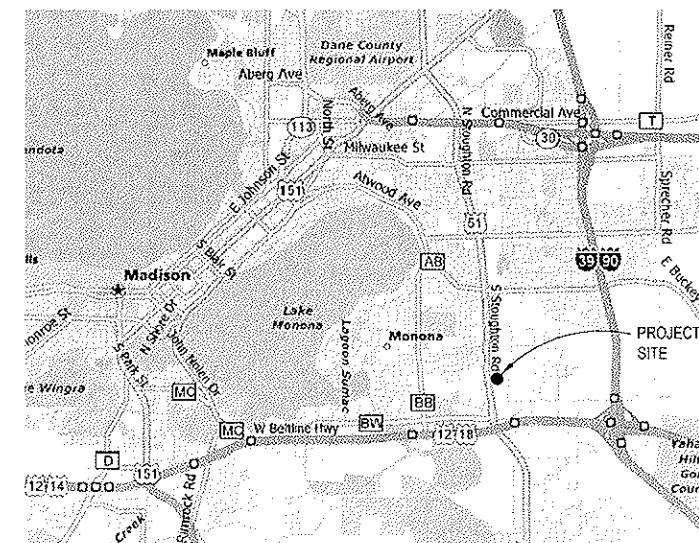 Maple Bluff
Dane County
Regional Airport
Reiner Rd
Aberg Ave
Aberg Ave
North St
113
Commercial Ave
T
30
N Stoughton Rd
Milwaukee St
E Johnson St
151
Atwood Ave
Sprecher Rd
51
S Blair St
AB
39 90
Madison
Lake
Monona
S Stoughton Rd
N Shore Dr
John Nolen Dr
S Park St
Lagoon Sumac
Monona
PROJECT
SITE
MC
BB
MC
W Beltline Hwy
BW
12 18
D
151
12 14
Rimrock Rd
Creek